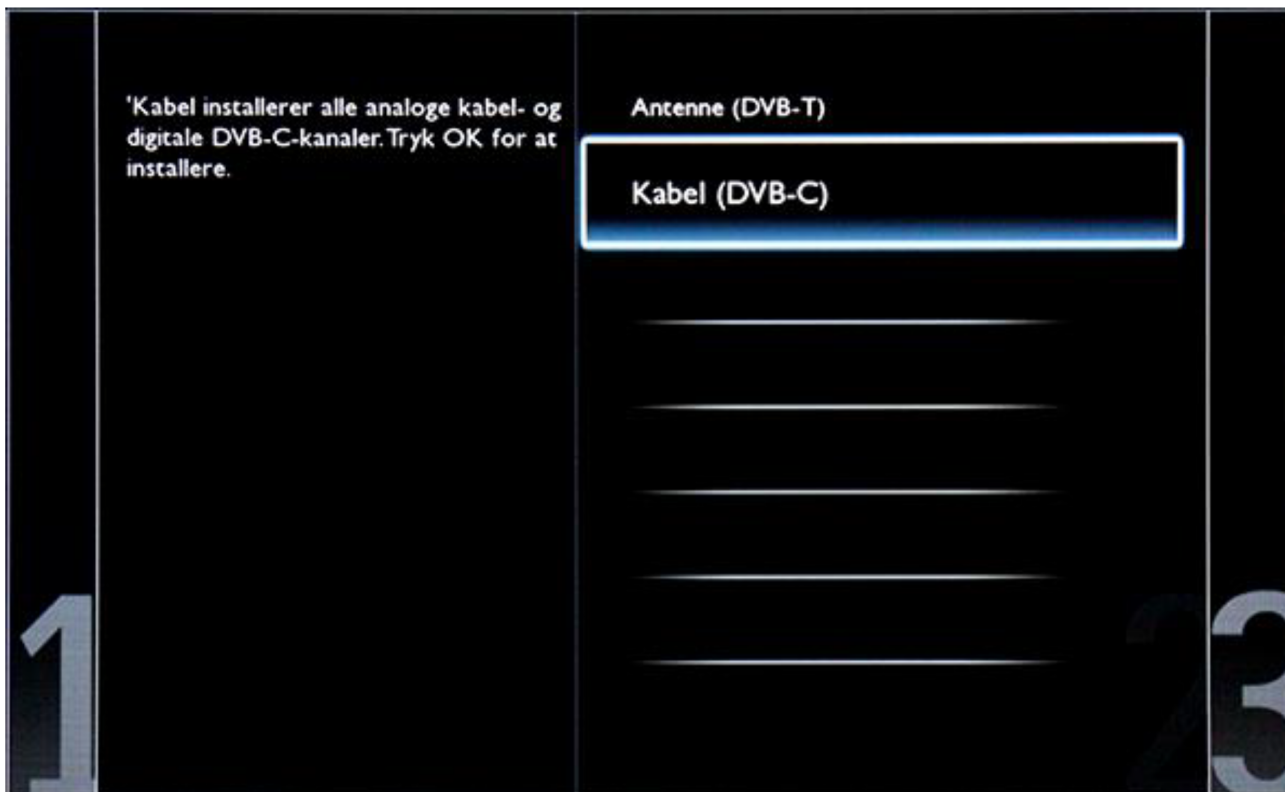 'Kabel installerer alle analoge kabel- og
digitale DVB-C-kanaler. Tryk OK for at
installere.
Antenne (DVB-T)
Kabel (DVB-C)
1
2
3